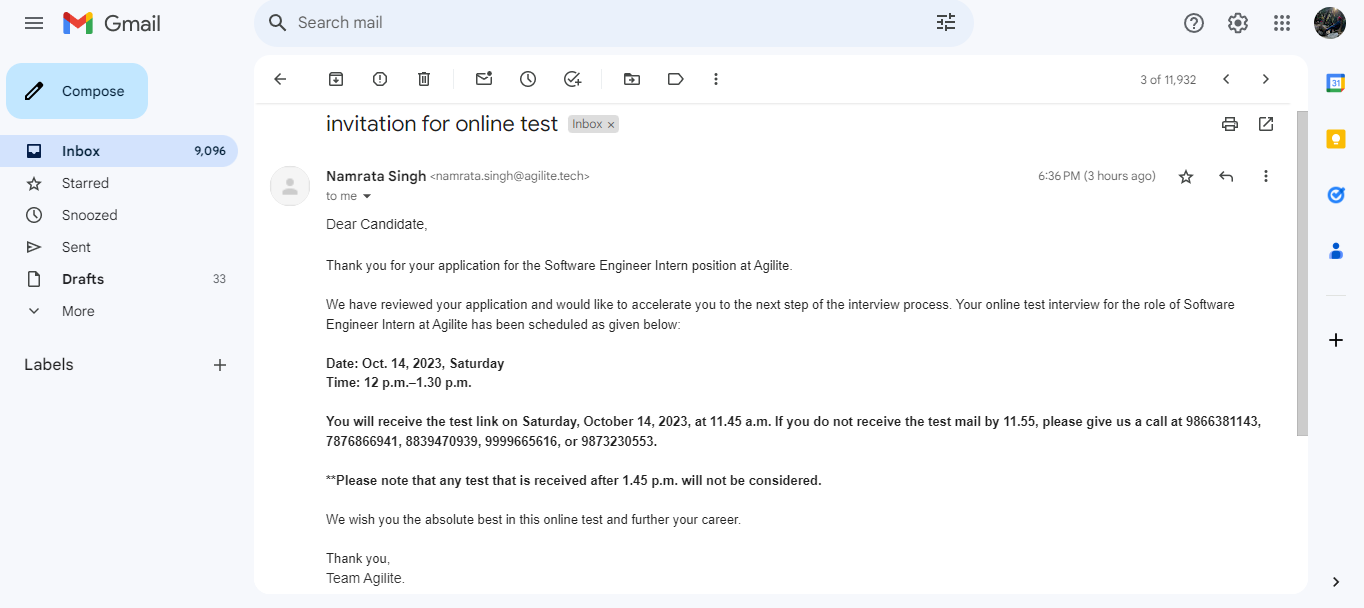 Gmail
Search mail
Compose
3 of 11,932
31
invitation for online test
Inbox ×
Inbox 9,096
Starred
Snoozed
Sent
Drafts 33
More
Labels
Namrata Singh <namrata.singh@agilite.tech>
6:36 PM (3 hours ago)
to me
Dear Candidate,
Thank you for your application for the Software Engineer Intern position at Agilite.
We have reviewed your application and would like to accelerate you to the next step of the interview process. Your online test interview for the role of Software
Engineer Intern at Agilite has been scheduled as given below:
Date: Oct. 14, 2023, Saturday
Time: 12 p.m.–1.30 p.m.
You will receive the test link on Saturday, October 14, 2023, at 11.45 a.m. If you do not receive the test mail by 11.55, please give us a call at 9866381143,
7876866941, 8839470939, 9999665616, or 9873230553.
**Please note that any test that is received after 1.45 p.m. will not be considered.
We wish you the absolute best in this online test and further your career.
Thank you,
Team Agilite.